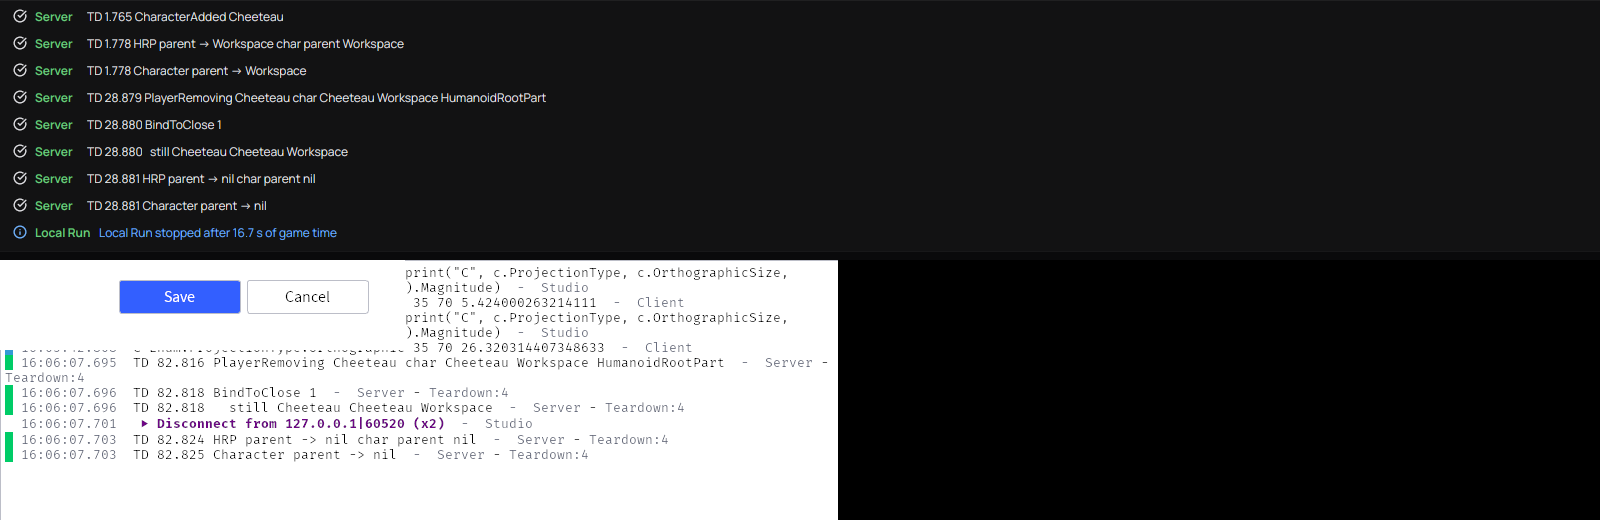 Server TD 1.765 CharacterAdded Cheeteau
Server TD 1.778 HRP parent → Workspace char parent Workspace
Server TD 1.778 Character parent → Workspace
Server TD 28.879 PlayerRemoving Cheeteau char Cheeteau Workspace HumanoidRootPart
Server TD 28.880 BindToClose 1
Server TD 28.880 still Cheeteau Cheeteau Workspace
Server TD 28.881 HRP parent → nil char parent nil
Server TD 28.881 Character parent → nil
Local Run Local Run stopped after 16.7 s of game time
Save Cancel
print("C", c.ProjectionType, c.OrthographicSize,
).Magnitude) - Studio
35 70 5.424000263214111 - Client
print("C", c.ProjectionType, c.OrthographicSize,
).Magnitude) - Studio
35 70 26.320314407348633 - Client
16:06:07.695 TD 82.816 PlayerRemoving Cheeteau char Cheeteau Workspace HumanoidRootPart - Server -
Teardown:4
16:06:07.696 TD 82.818 BindToClose 1 - Server - Teardown:4
16:06:07.696 TD 82.818 still Cheeteau Cheeteau Workspace - Server - Teardown:4
16:06:07.701 ▶ Disconnect from 127.0.0.1|60520 (x2) - Studio
16:06:07.703 TD 82.824 HRP parent -> nil char parent nil - Server - Teardown:4
16:06:07.703 TD 82.825 Character parent -> nil - Server - Teardown:4